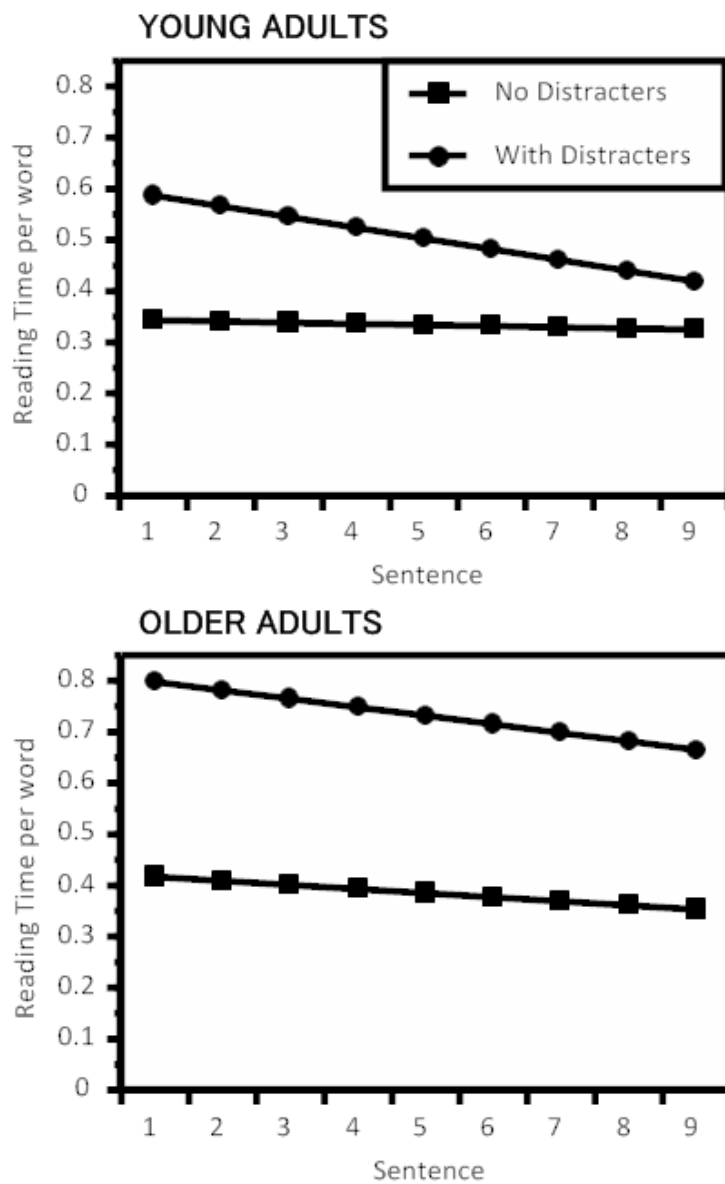 YOUNG ADULTS
No Distracters
With Distracters
Reading Time per word
0.8
0.7
0.6
0.5
0.4
0.3
0.2
0.1
0
1 2 3 4 5 6 7 8 9
Sentence
OLDER ADULTS
Reading Time per word
0.8
0.7
0.6
0.5
0.4
0.3
0.2
0.1
0
1 2 3 4 5 6 7 8 9
Sentence